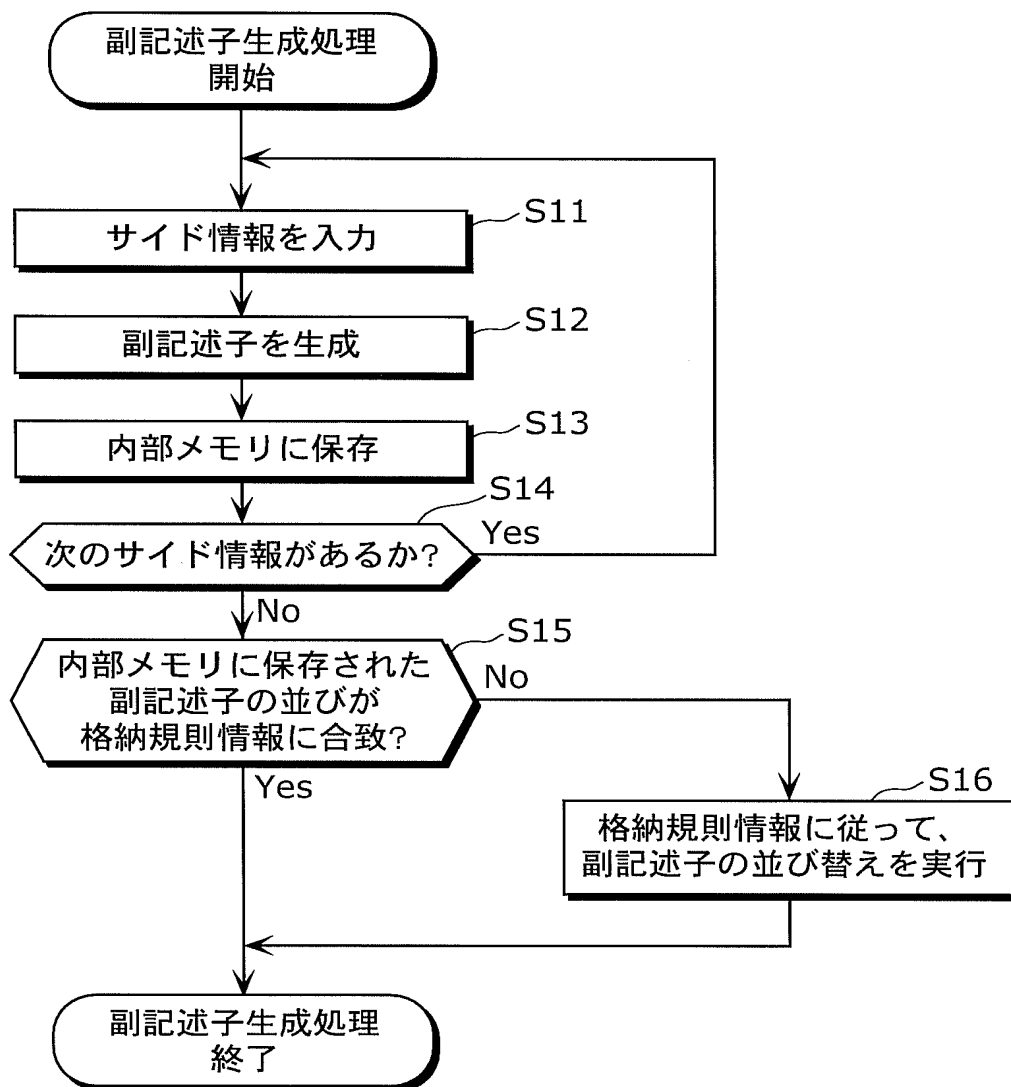 副記述子生成処理
開始
サイド情報を入力
S11
副記述子を生成
S12
内部メモリに保存
S13
次のサイド情報があるか?
S14
Yes
No
内部メモリに保存された
副記述子の並びが
格納規則情報に合致?
S15
No
Yes
格納規則情報に従って、
副記述子の並び替えを実行
S16
副記述子生成処理
終了